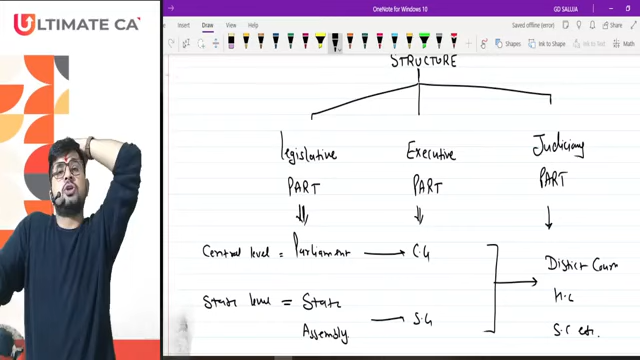 ULTIMATE CA
OneNote for Windows 10
GD SALUJA
Insert
Draw
View
Saved offline (error)
Shapes
Ink to Shape
Ink to Text
Math
STRUCTURE
Legislative Executive Judiciary
PART PART PART
Central level = Parliament C.G
District Court
State level = State
H.C
Assembly S.G
S.C etc.